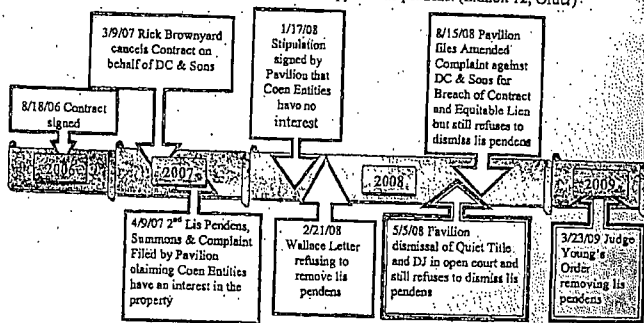 (Exhibit 12, Order)
3/9/07 Rick Brownyard
cancels Contract on
behalf of DC & Sons
1/17/08
Stipulation
signed by
Pavilion that
Coen Entities
have no
interest
8/15/08 Pavilion
files Amended
Complaint against
DC & Sons for
Breach of Contract
and Equitable Lien
but still refuses to
dismiss lis pendens
8/18/06 Contract
signed
2006
2007
2008
2009
4/9/07 2nd Lis Pendens,
Summons & Complaint
Filed by Pavilion
claiming Coen Entities
have an interest in the
property
2/21/08
Wallace Letter
refusing to
remove lis
pendens
5/5/08 Pavilion
dismissal of Quiet Title
and DJ in open court and
still refuses to dismiss lis
pendens
3/23/09 Judge
Young's
Order
removing lis
pendens